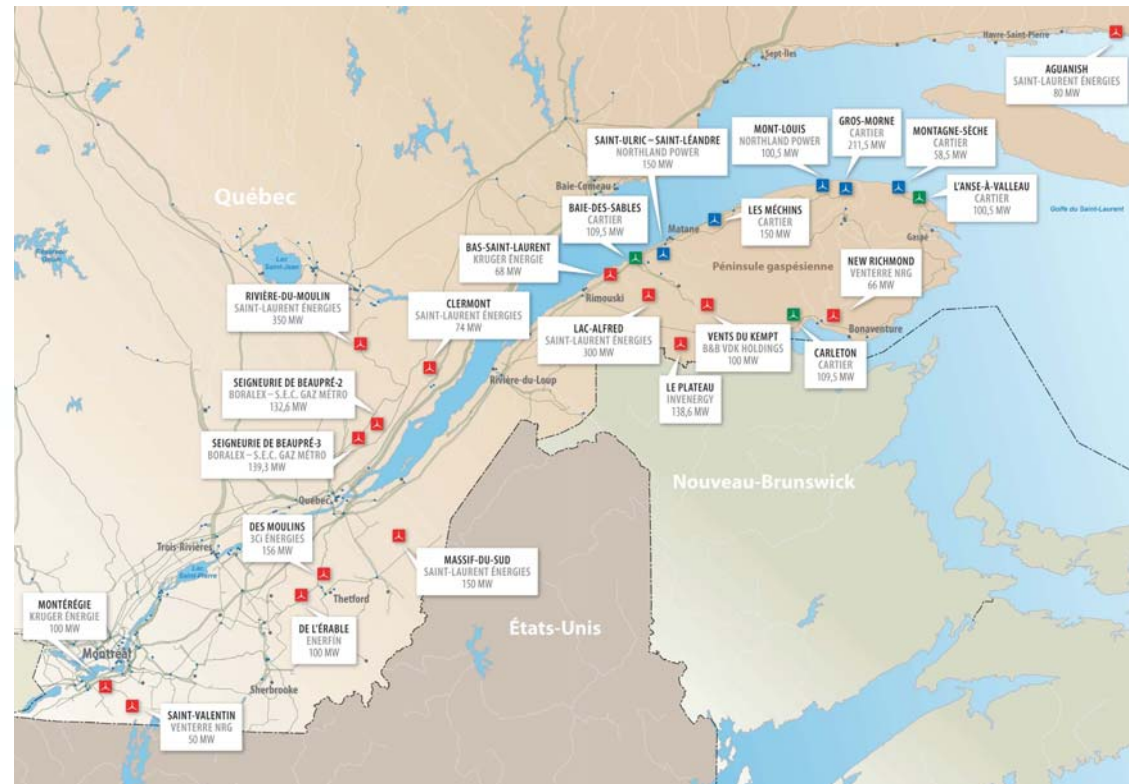 Sept-Îles
Havre-Saint-Pierre
AGUANISH
SAINT-LAURENT ÉNERGIES
80 MW
GROS-MORNE
CARTIER
211,5 MW
MONT-LOUIS
NORTHLAND POWER
100,5 MW
MONTAGNE-SÈCHE
CARTIER
58,5 MW
SAINT-ULRIC – SAINT-LÉANDRE
NORTHLAND POWER
150 MW
L'ANSE-À-VALLEAU
CARTIER
100,5 MW
Golfe du Saint-Laurent
Québec
Baie-Comeau
BAIE-DES-SABLES
CARTIER
109,5 MW
LES MÉCHINS
CARTIER
150 MW
Matane
Gaspé
BAS-SAINT-LAURENT
KRUGER ÉNERGIE
68 MW
Péninsule gaspésienne
NEW RICHMOND
VENTERRE NRG
66 MW
Lac
Saint-Jean
RIVIÈRE-DU-MOULIN
SAINT-LAURENT ÉNERGIES
350 MW
CLERMONT
SAINT-LAURENT ÉNERGIES
74 MW
Rimouski
LAC-ALFRED
SAINT-LAURENT ÉNERGIES
300 MW
VENTS DU KEMPT
B&B VDK HOLDINGS
100 MW
Bonaventure
CARLETON
CARTIER
109,5 MW
LE PLATEAU
INVENERGY
138,6 MW
Rivière-du-Loup
SEIGNEURIE DE BEAUPRÉ-2
BORALEX – S.E.C. GAZ MÉTRO
132,6 MW
SEIGNEURIE DE BEAUPRÉ-3
BORALEX – S.E.C. GAZ MÉTRO
139,3 MW
Nouveau-Brunswick
Québec
DES MOULINS
3Ci ÉNERGIES
156 MW
Trois-Rivières
Lac
Saint-Pierre
MASSIF-DU-SUD
SAINT-LAURENT ÉNERGIES
150 MW
Thetford
MONTÉRÉGIE
KRUGER ÉNERGIE
100 MW
DE L'ÉRABLE
ENERFIN
100 MW
États-Unis
Montréal
Sherbrooke
SAINT-VALENTIN
VENTERRE NRG
50 MW